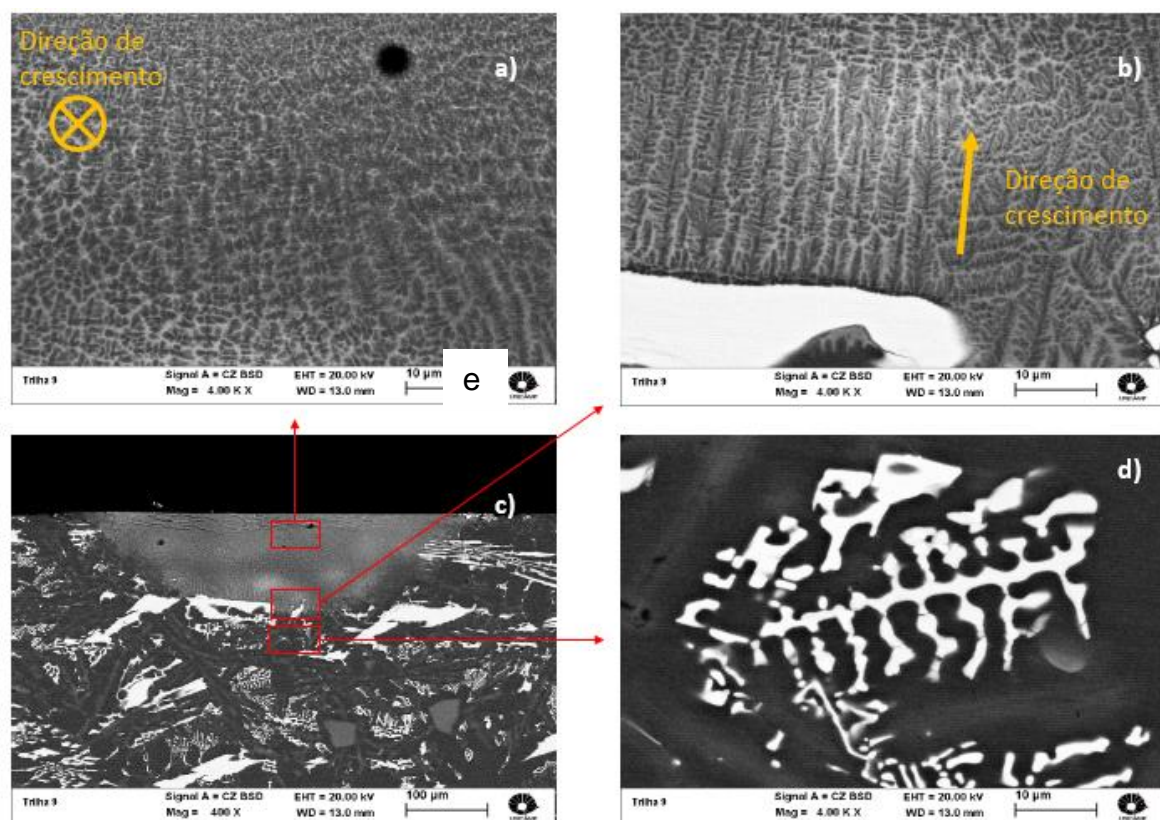 Direção de
crescimento
a)
Trilha 9
Signal A = CZ BSD
Mag = 4.00 K X
EHT = 20.00 kV
WD = 13.0 mm
10 µm
UNICAMP
e
b)
Direção de
crescimento
Trilha 9
Signal A = CZ BSD
Mag = 4.00 K X
EHT = 20.00 kV
WD = 13.0 mm
10 µm
UNICAMP
c)
Trilha 9
Signal A = CZ BSD
Mag = 400 X
EHT = 20.00 kV
WD = 13.0 mm
100 µm
UNICAMP
d)
Trilha 9
Signal A = CZ BSD
Mag = 4.00 K X
EHT = 20.00 kV
WD = 13.0 mm
10 µm
UNICAMP